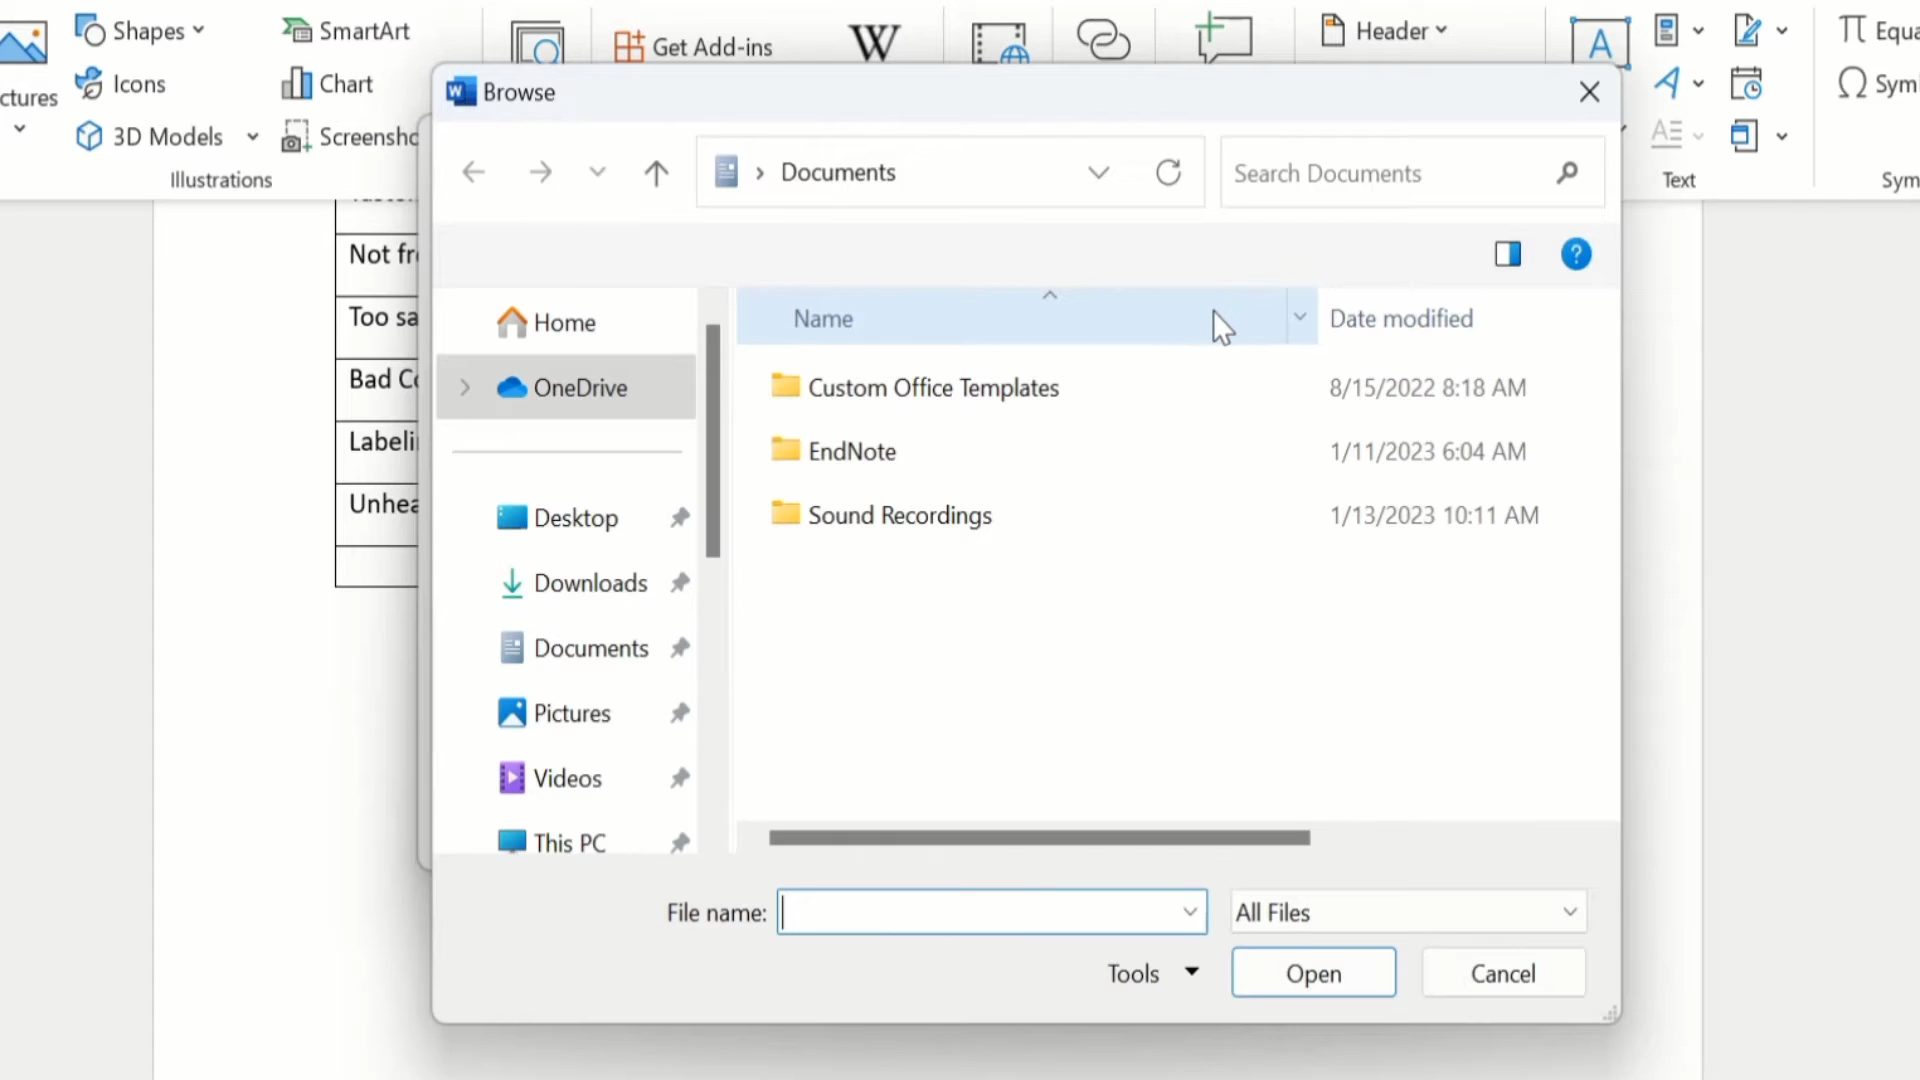 Shapes
SmartArt
Get Add-ins
W
Header
A
π Equa
ctures
Icons
Chart
Ω Sym
3D Models
Screensho
Illustrations
Text
Sym
W Browse
Documents
Search Documents
?
Name
Date modified
Home
OneDrive
Desktop
Downloads
Documents
Pictures
Videos
This PC
Custom Office Templates
8/15/2022 8:18 AM
EndNote
1/11/2023 6:04 AM
Sound Recordings
1/13/2023 10:11 AM
Not fr
Too sa
Bad Co
Labeli
Unhea
File name:
All Files
Tools
Open
Cancel